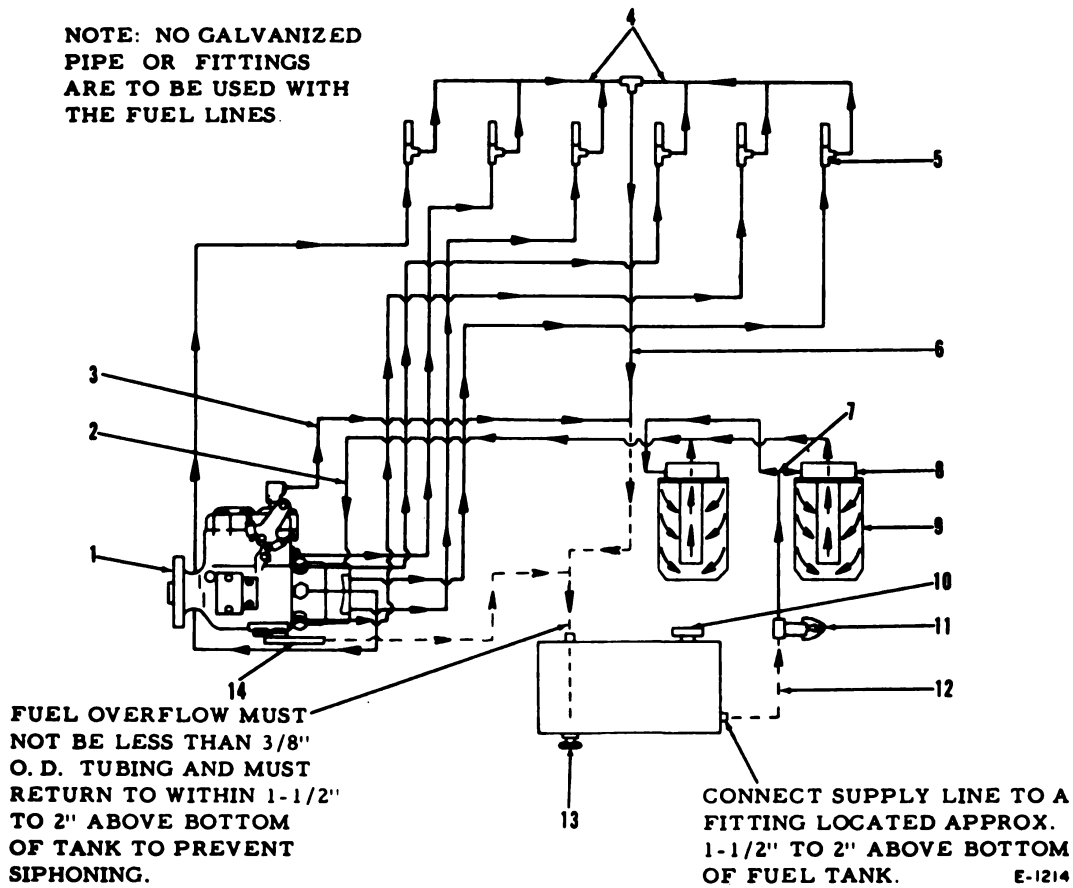 NOTE: NO GALVANIZED
PIPE OR FITTINGS
ARE TO BE USED WITH
THE FUEL LINES.
4
5
6
3
7
2
8
9
1
10
11
12
14
13
FUEL OVERFLOW MUST
NOT BE LESS THAN 3/8"
O.D. TUBING AND MUST
RETURN TO WITHIN 1-1/2"
TO 2" ABOVE BOTTOM
OF TANK TO PREVENT
SIPHONING.
CONNECT SUPPLY LINE TO A
FITTING LOCATED APPROX.
1-1/2" TO 2" ABOVE BOTTOM
OF FUEL TANK.
E-1214